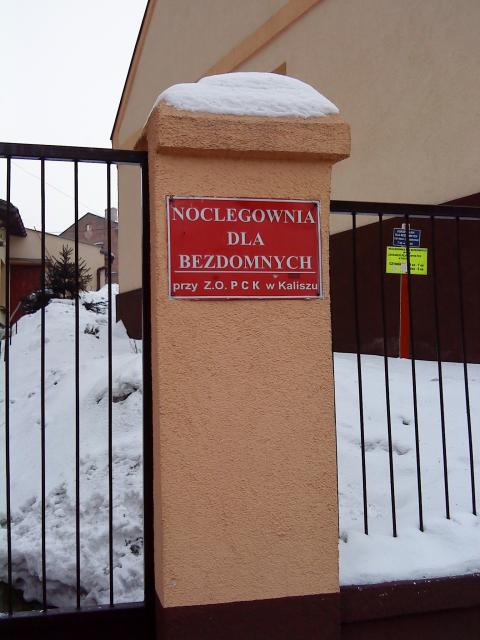 NOCLEGOWNIA
DLA
BEZDOMNYCH
przy Z.O. P C K w Kaliszu